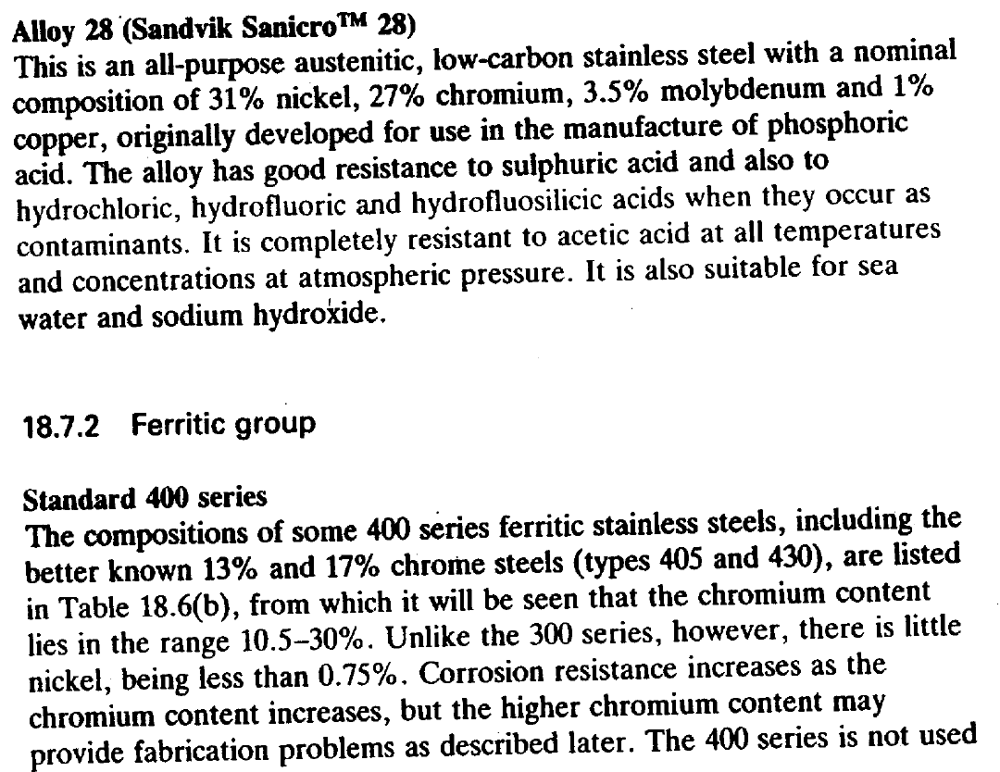 Alloy 28 (Sandvik Sanicro™ 28)
This is an all-purpose austenitic, low-carbon stainless steel with a nominal
composition of 31% nickel, 27% chromium, 3.5% molybdenum and 1%
copper, originally developed for use in the manufacture of phosphoric
acid. The alloy has good resistance to sulphuric acid and also to
hydrochloric, hydrofluoric and hydrofluosilicic acids when they occur as
contaminants. It is completely resistant to acetic acid at all temperatures
and concentrations at atmospheric pressure. It is also suitable for sea
water and sodium hydroxide.
18.7.2 Ferritic group
Standard 400 series
The compositions of some 400 series ferritic stainless steels, including the
better known 13% and 17% chrome steels (types 405 and 430), are listed
in Table 18.6(b), from which it will be seen that the chromium content
lies in the range 10.5–30%. Unlike the 300 series, however, there is little
nickel, being less than 0.75%. Corrosion resistance increases as the
chromium content increases, but the higher chromium content may
provide fabrication problems as described later. The 400 series is not used